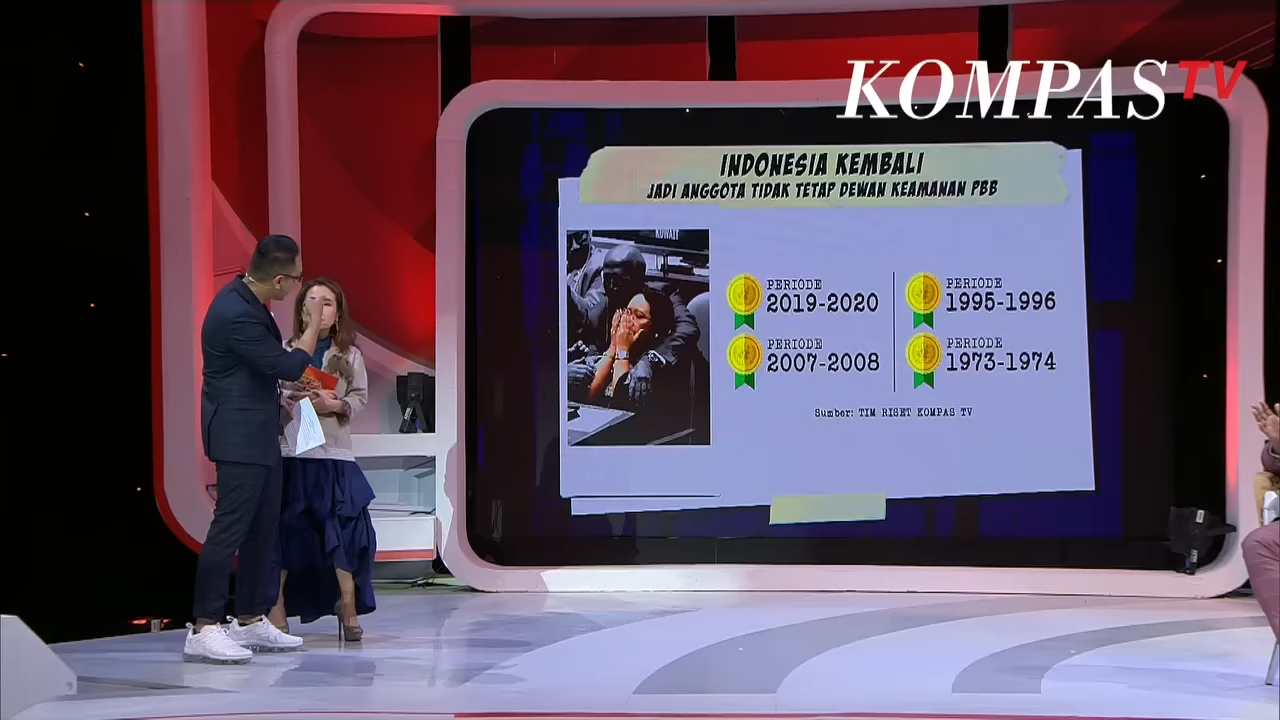 KOMPASTV
INDONESIA KEMBALI
JADI ANGGOTA TIDAK TETAP DEWAN KEAMANAN PBB
KUWAIT
PERIODE
2019-2020
PERIODE
1995-1996
PERIODE
2007-2008
PERIODE
1973-1974
Sumber: TIM RISET KOMPAS TV